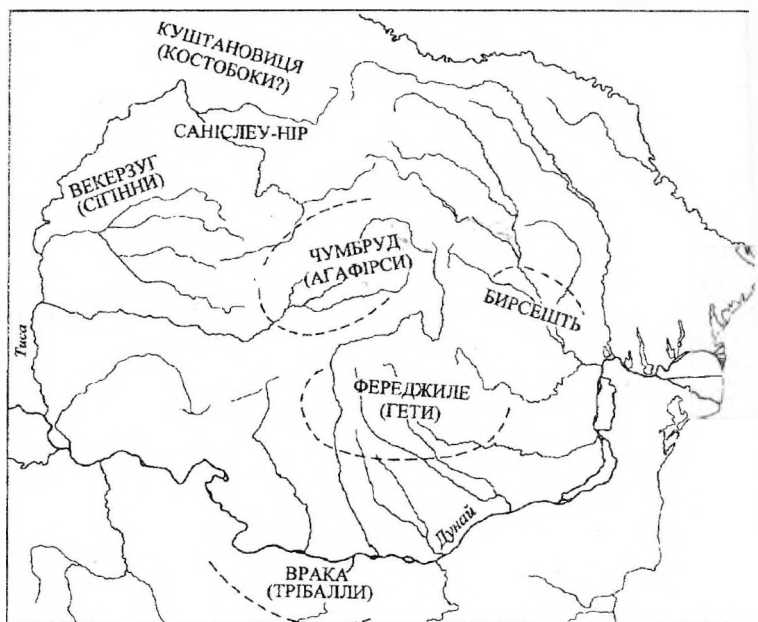 КУШТАНОВИЦЯ
(КОСТОБОКИ?)
САНІСЛЕУ-НІР
ВЕКЕРЗУГ
(СІГІННИ)
ЧУМБРУД
(АГАФІРСИ)
БИРСЕШТЬ
Тиса
ФЕРЕДЖИЛЕ
(ГЕТИ)
Дунай
ВРАКА
(ТРІБАЛЛИ)